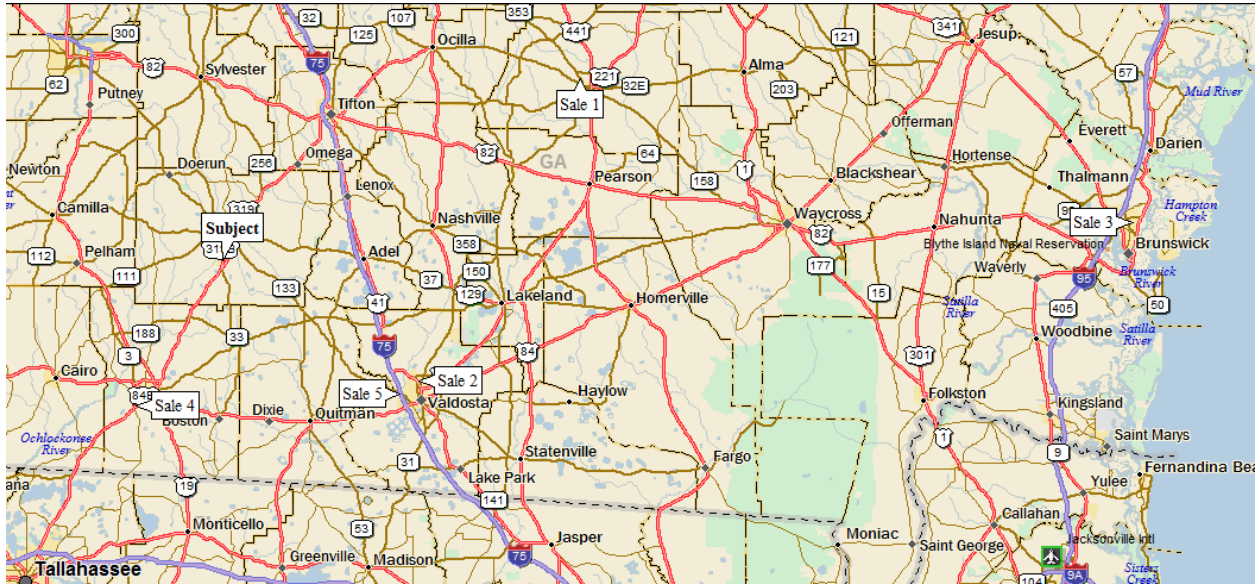 32
107
353
300
125
441
121
341
Ocilla
Jesup
82
Sylvester
75
221
Alma
57
62
32E
203
Mud River
Putney
Sale 1
Tifton
Offerman
Everett
256
82
GA
64
Darien
Newton
Doerun
Omega
Hortense
Pearson
158
1
Blackshear
Thalmann
Lenox
Camilla
319
Hampton
Creek
Subject
Nashville
Waycross
Nahunta
Sale 3
112
Pelham
Adel
358
82
Blythe Island Naval Reservation
Brunswick
111
37
150
177
Waverly
95
Brunswick
River
133
41
129
Lakeland
Homerville
15
Satilla
River
405
50
188
33
Woodbine
Satilla
River
3
75
84
301
Cairo
Sale 5
Sale 2
Haylow
Folkston
84B
Sale 4
Valdosta
Kingsland
Boston
Dixie
Quitman
1
Ochlockonee
River
Saint Marys
31
Statenville
Fargo
9
Fernandina Bea
Lake Park
19
141
Yulee
Monticello
53
Callahan
Jasper
Moniac
Saint George
Jacksonville Intl
Greenville
Madison
75
Tallahassee
104
9A
Sisters
Creek